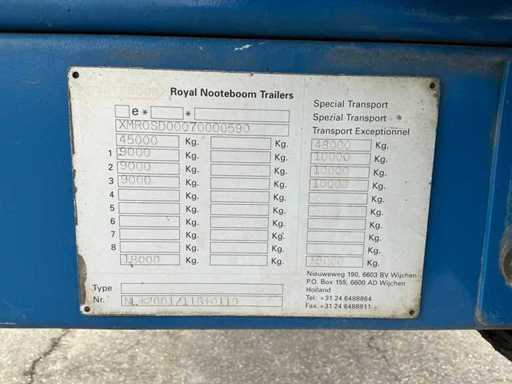 Royal Nooteboom Trailers
Special Transport
e* *
Spezial Transport
XMROSD00070000590
Transport Exceptionnel
45000 Kg. Kg. 48000 Kg.
1 9000 Kg. Kg. 10000 Kg.
2 9000 Kg. Kg. 10000 Kg.
3 9000 Kg. Kg. 10000 Kg.
4 Kg. Kg. Kg.
5 Kg. Kg. Kg.
6 Kg. Kg. Kg.
7 Kg. Kg. Kg.
8 Kg. Kg. Kg.
18000 Kg. Kg. 18000 Kg.
Nieuweweg 190, 6603 BV Wijchen
P.O. Box 155, 6600 AD Wijchen
Holland
Type
Tel. +31 24 6488864
Nr.
Fax. +31 24 6488811